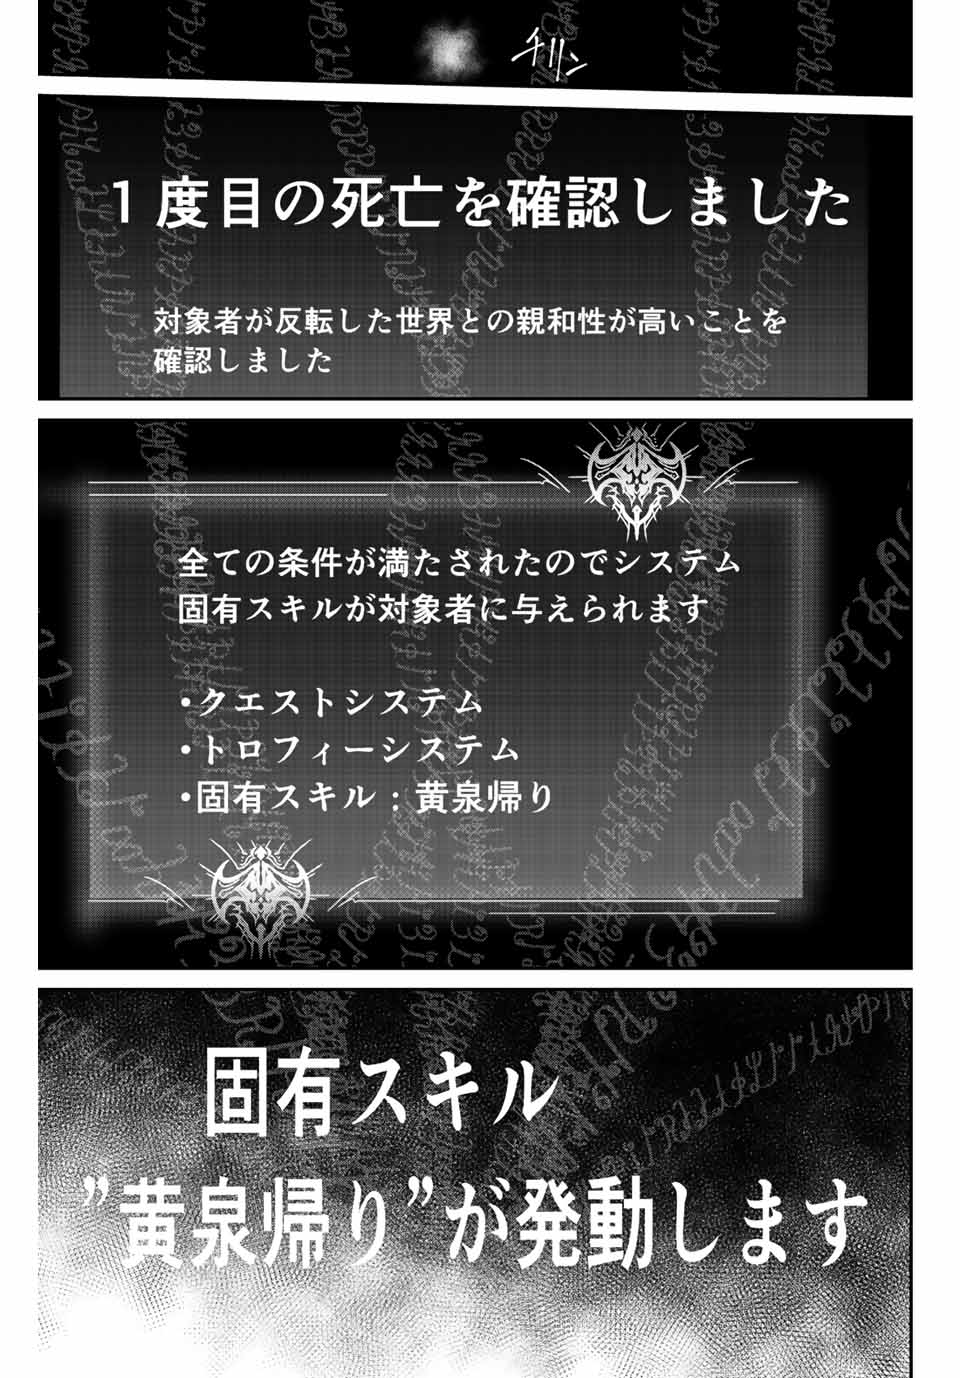 チリン
1度目の死亡を確認しました
対象者が反転した世界との親和性が高いことを
確認しました
全ての条件が満たされたのでシステム
固有スキルが対象者に与えられます
・クエストシステム
・トロフィーシステム
・固有スキル：黄泉帰り
固有スキル
”黄泉帰り”が発動します